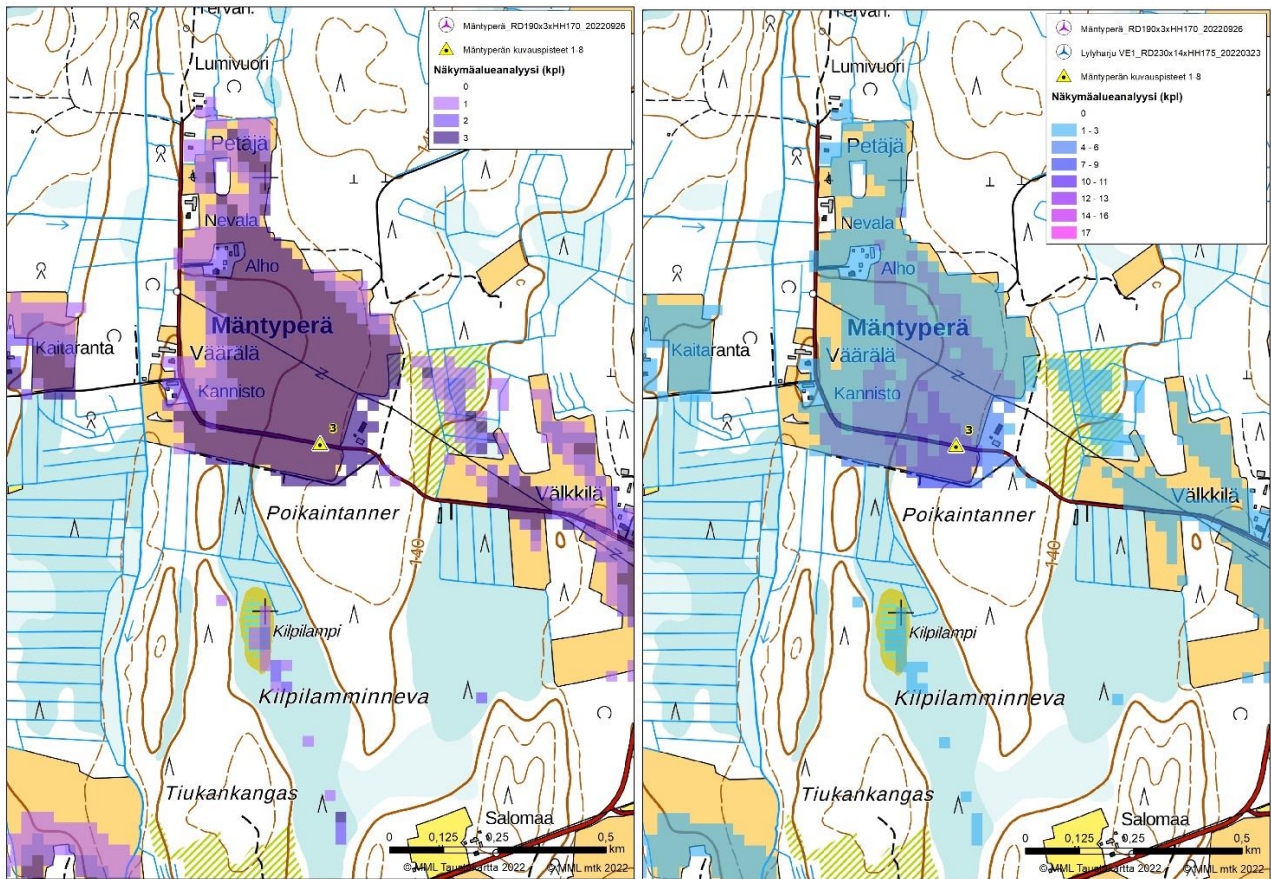 Mäntyperä_RD190x3xHH170_20220926
Mäntyperän kuvauspisteet 1-8
Näkymäalueanalyysi (kpl)
0
1
2
3
Lumivuori
Petäjä
Nevala
Alho
Mäntyperä
Kaitaranta
Väärälä
Kannisto
3
Välkkilä
Poikaintanner
140
Kilpilampi
Kilpilamminneva
Tiukankangas
Salomaa
0 0,125 0,25 0,5
km
© MML Taustakartta 2022 © MML mtk 2022
Mäntyperä_RD190x3xHH170_20220926
Lylyharju VE1_RD230x14xHH175_20220323
Mäntyperän kuvauspisteet 1-8
Näkymäalueanalyysi (kpl)
0
1 - 3
4 - 6
7 - 9
10 - 11
12 - 13
14 - 16
17
Lumivuori
Petäjä
Nevala
Alho
Mäntyperä
Kaitaranta
Väärälä
Kannisto
3
Välkkilä
Poikaintanner
140
Kilpilampi
Kilpilamminneva
Tiukankangas
Salomaa
0 0,125 0,25 0,5
km
© MML Taustakartta 2022 © MML mtk 2022